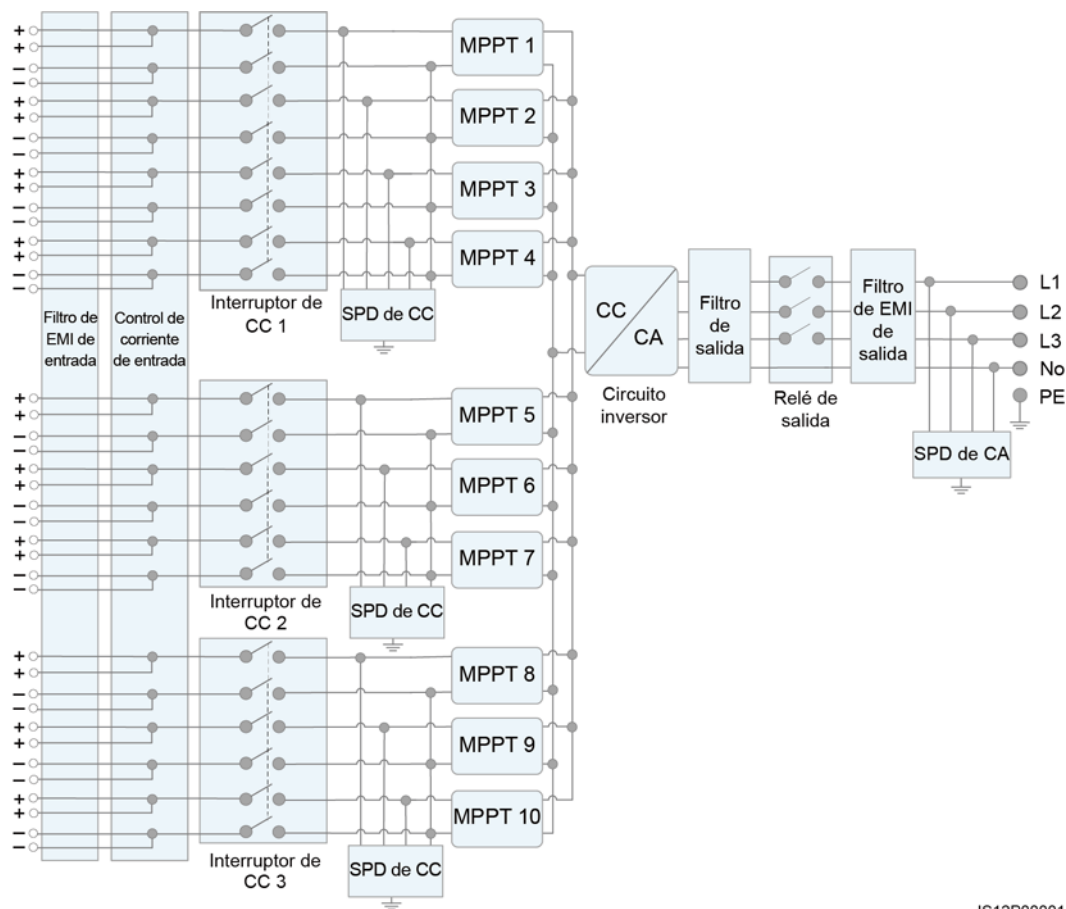 MPPT 1
MPPT 2
MPPT 3
MPPT 4
Filtro de
EMI de
entrada
Control de
corriente
de entrada
Interruptor de
CC 1
SPD de CC
CC
CA
Circuito
inversor
Filtro
de
salida
Relé de
salida
Filtro
de EMI
de
salida
L1
L2
L3
No
PE
SPD de CA
MPPT 5
MPPT 6
MPPT 7
Interruptor de
CC 2
SPD de CC
MPPT 8
MPPT 9
MPPT 10
Interruptor de
CC 3
SPD de CC